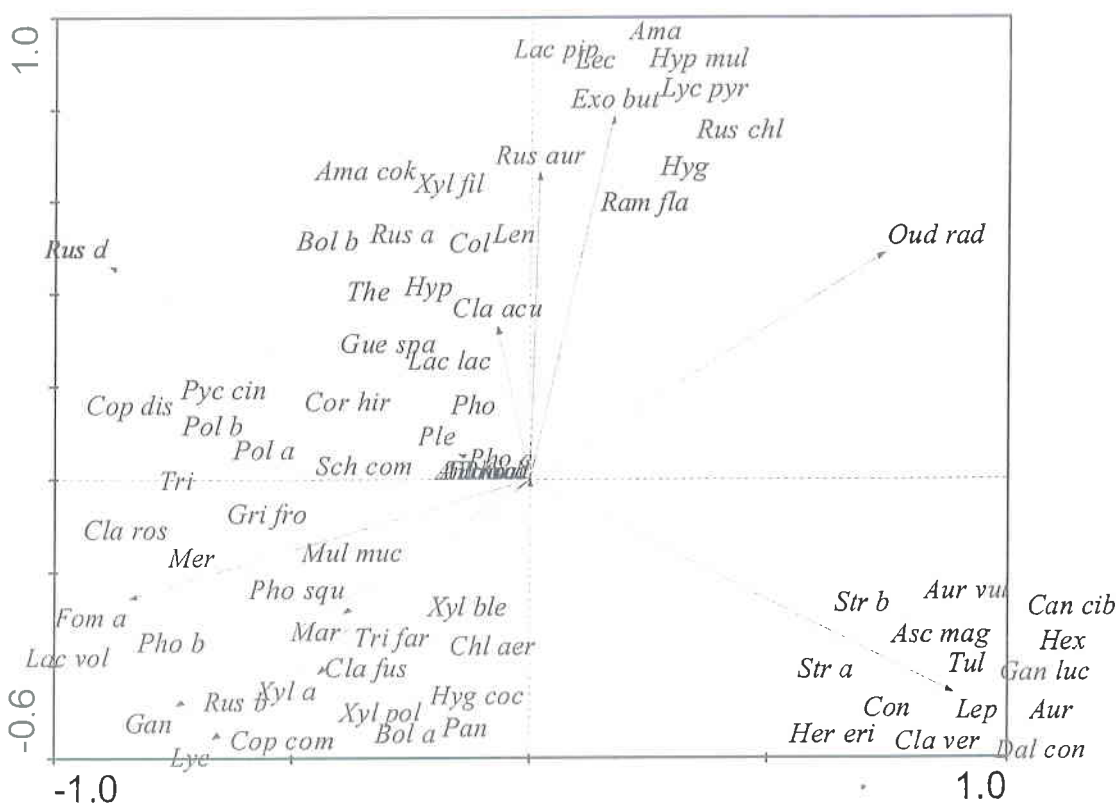 1.0
Ama
Lac pip
Lec
Hyp mul
Exo but
Lyc pyr
Rus chl
Rus aur
Hyg
Ama cok
Xyl fil
Ram fla
Rus d
Bol b
Rus a
Col
Len
Oud rad
The
Hyp
Cla acu
Gue spa
Lac lac
Cop dis
Pyc cin
Cor hir
Pho
Pol b
Ple
Pol a
Sch com
Pho
Tri
Gri fro
Cla ros
Mer
Mul muc
Pho squ
Xyl ble
Str b
Aur vul
Can cib
Fom a
Pho b
Mar
Tri far
Chl aer
Asc mag
Hex
Lac vol
Cla fus
Str a
Tul
Gan luc
Rus b
Xyl a
Xyl pol
Hyg coc
Con
Lep
Aur
Gan
Lyc
Cop com
Bol a
Pan
Her eri
Cla ver
Dal con
-0.6
-1.0
1.0